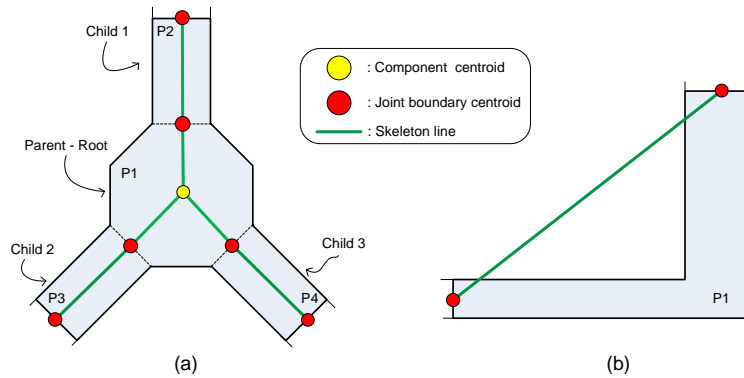 Child 1
P2
: Component centroid
: Joint boundary centroid
: Skeleton line
Parent - Root
P1
Child 2
Child 3
P3
P4
P1
(a)
(b)